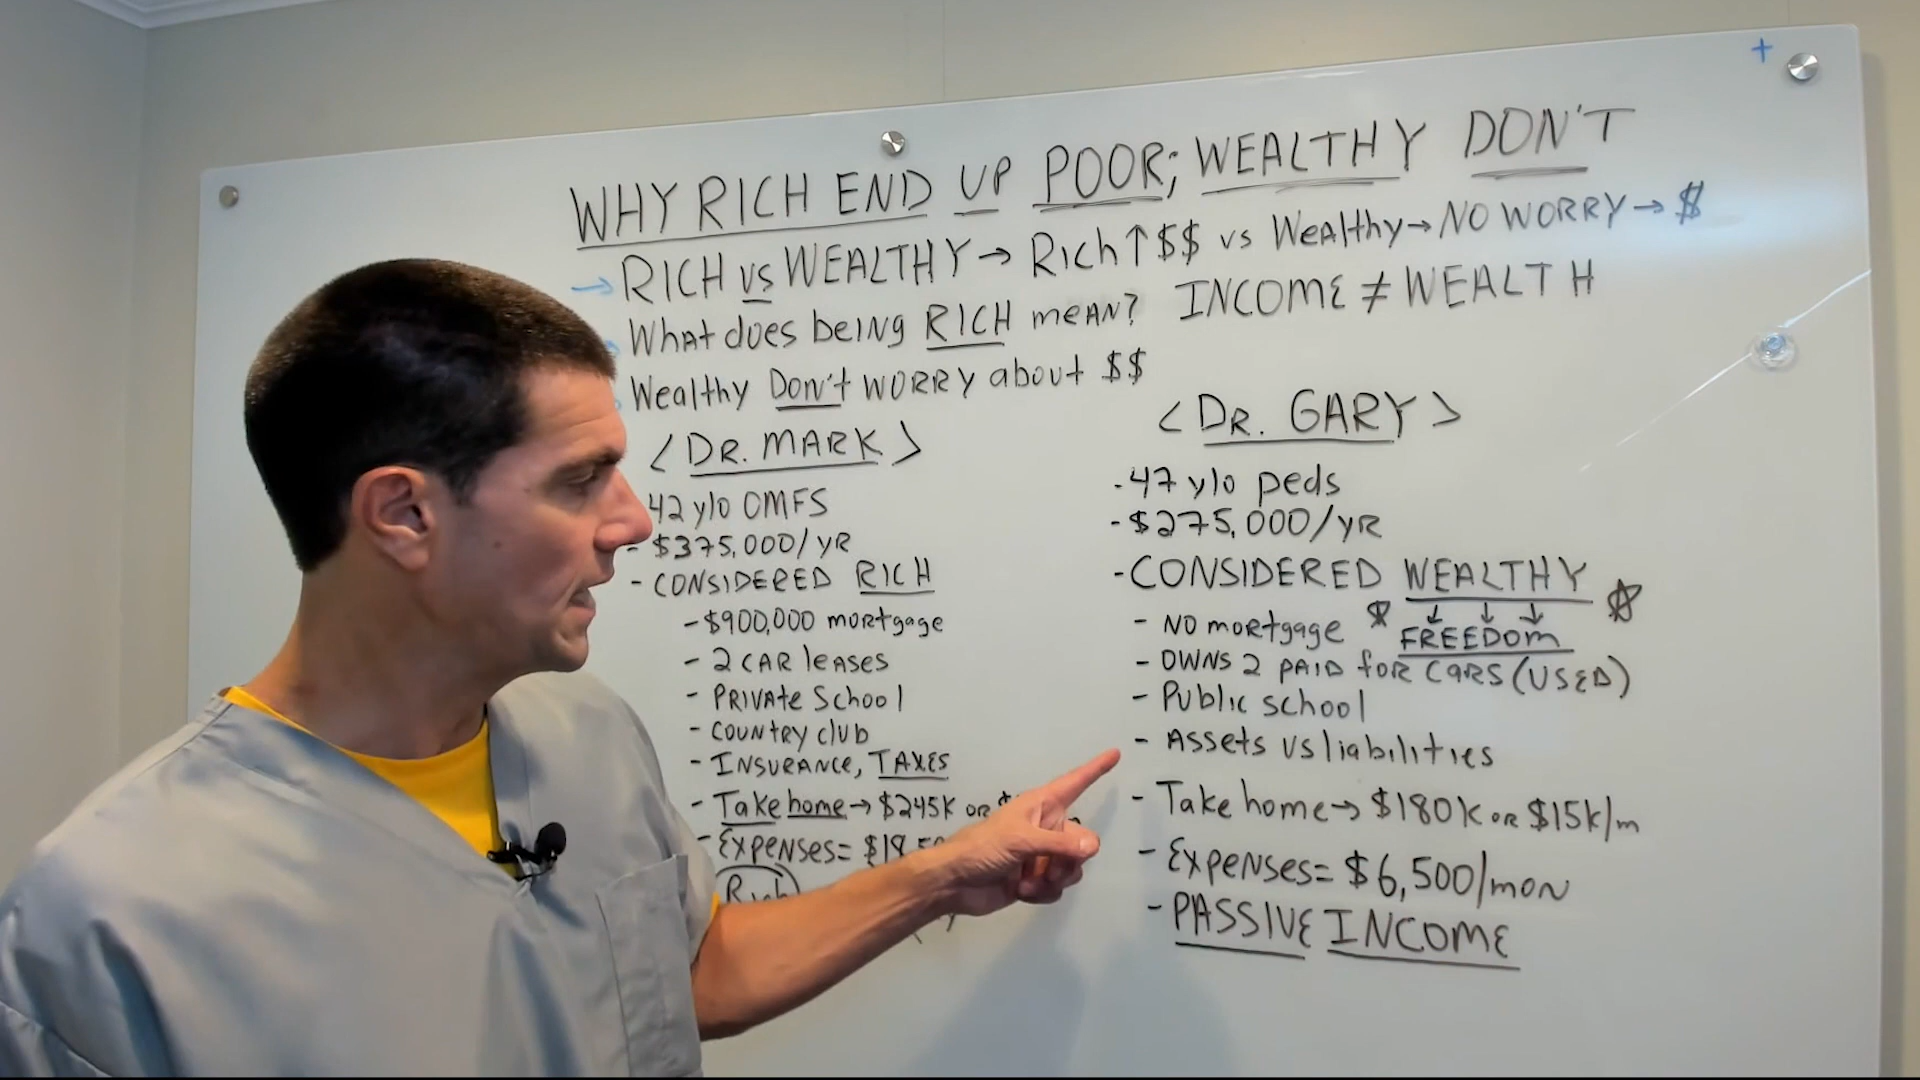 WHY RICH END UP POOR; WEALTHY DON'T
→ RICH vs WEALTHY → Rich ↑ $$ vs Wealthy → NO WORRY → $
What does being RICH mean? INCOME ≠ WEALTH
Wealthy Don't WORRY about $$
< DR. MARK >
42 y/o OMFS
- $375,000/YR
- CONSIDERED RICH
- $900,000 mortgage
- 2 CAR leases
- PRIVATE School
- COUNTRY club
- INSURANCE, TAXES
- Take home → $245K or
- Expenses=
Rich
< DR. GARY >
- 47 y/o peds
- $275,000/YR
- CONSIDERED WEALTHY
- NO mortgage FREEDOM
- OWNS 2 PAID for CARS (USED)
- Public school
- Assets vs liabilities
- Take home → $180K or $15K/m
- Expenses= $6,500/mon
- PASSIVE INCOME